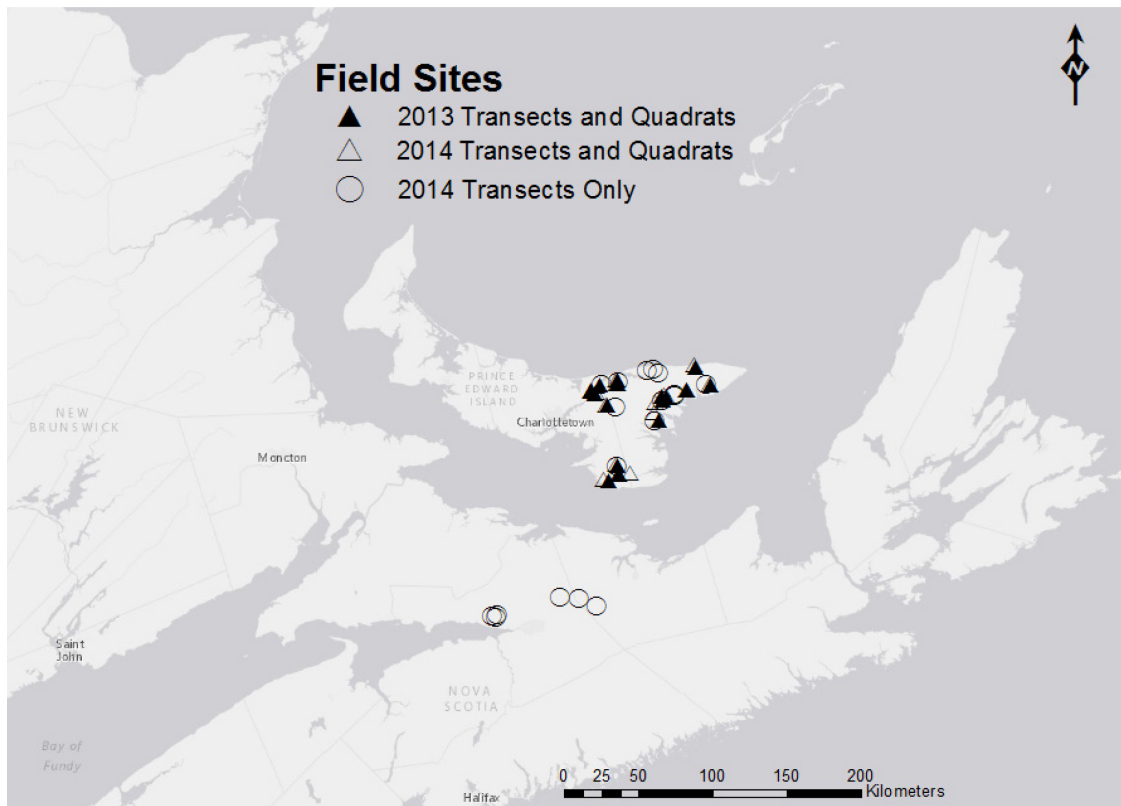 Field Sites
N
2013 Transects and Quadrats
2014 Transects and Quadrats
2014 Transects Only
PRINCE
EDWARD
ISLAND
Charlottetown
NEW
BRUNSWICK
Moncton
Saint
John
NOVA
SCOTIA
Bay of
Fundy
Halifax
0 25 50 100 150 200
Kilometers